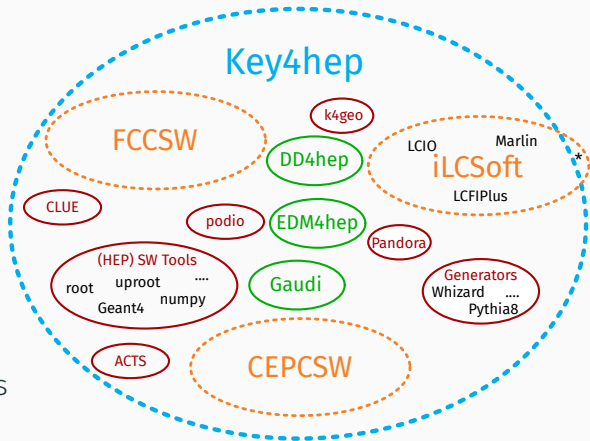 Key4hep
k4geo
FCCSW
DD4hep
LCIO
Marlin
iLCSoft
*
LCFIPlus
CLUE
podio
EDM4hep
Pandora
(HEP) SW Tools
root
uproot
....
Geant4
numpy
Gaudi
Generators
Whizard
....
Pythia8
ACTS
CEPCSW
s